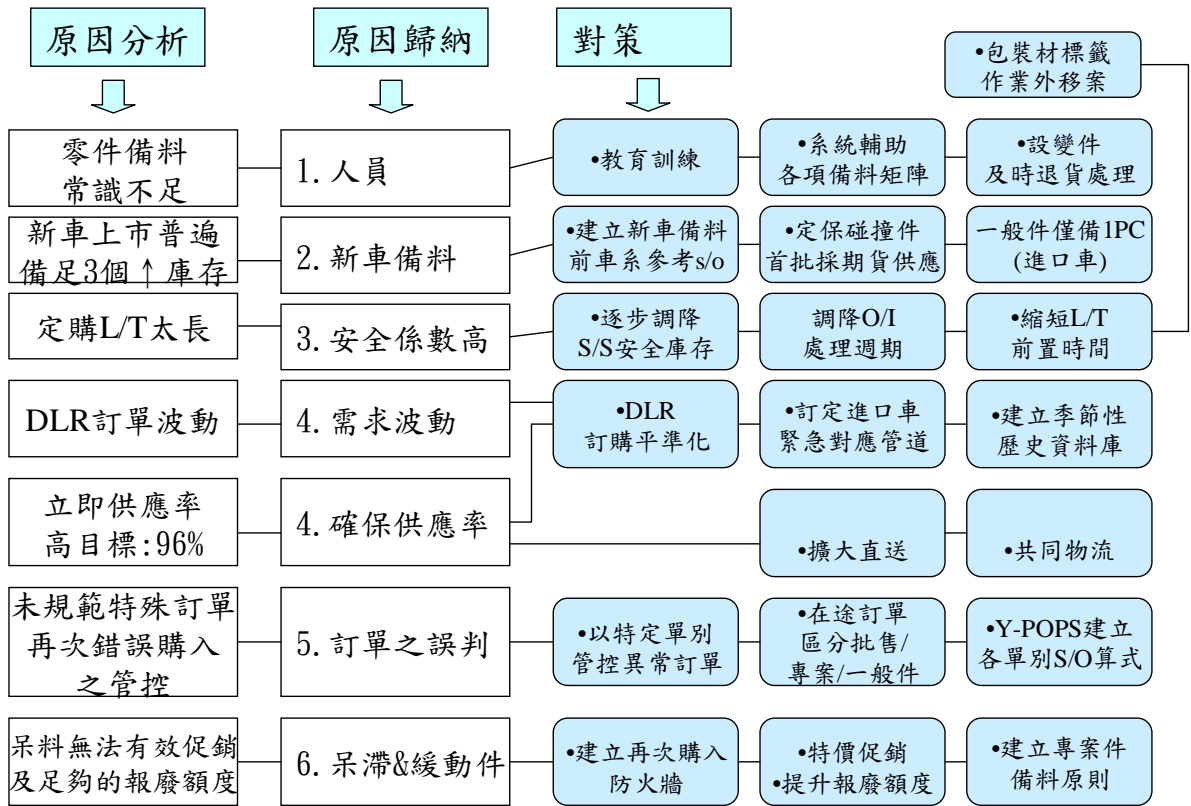 原因分析
原因歸納
對策
•包裝材標籤
作業外移案
零件備料
常識不足
1.人員
•教育訓練
•系統輔助
各項備料矩陣
•設變件
及時退貨處理
新車上市普遍
備足3個↑庫存
2.新車備料
•建立新車備料
前車系參考s/o
•定保碰撞件
首批採期貨供應
一般件僅備1PC
(進口車)
定購L/T太長
3.安全係數高
•逐步調降
S/S安全庫存
調降O/I
處理週期
•縮短L/T
前置時間
DLR訂單波動
4.需求波動
•DLR
訂購平準化
•訂定進口車
緊急對應管道
•建立季節性
歷史資料庫
立即供應率
高目標:96%
4.確保供應率
•擴大直送
•共同物流
未規範特殊訂單
再次錯誤購入
之管控
5.訂單之誤判
•以特定單別
管控異常訂單
•在途訂單
區分批售/
專案/一般件
•Y-POPS建立
各單別S/O算式
呆料無法有效促銷
及足夠的報廢額度
6.呆滯&緩動件
•建立再次購入
防火牆
•特價促銷
•提升報廢額度
•建立專案件
備料原則